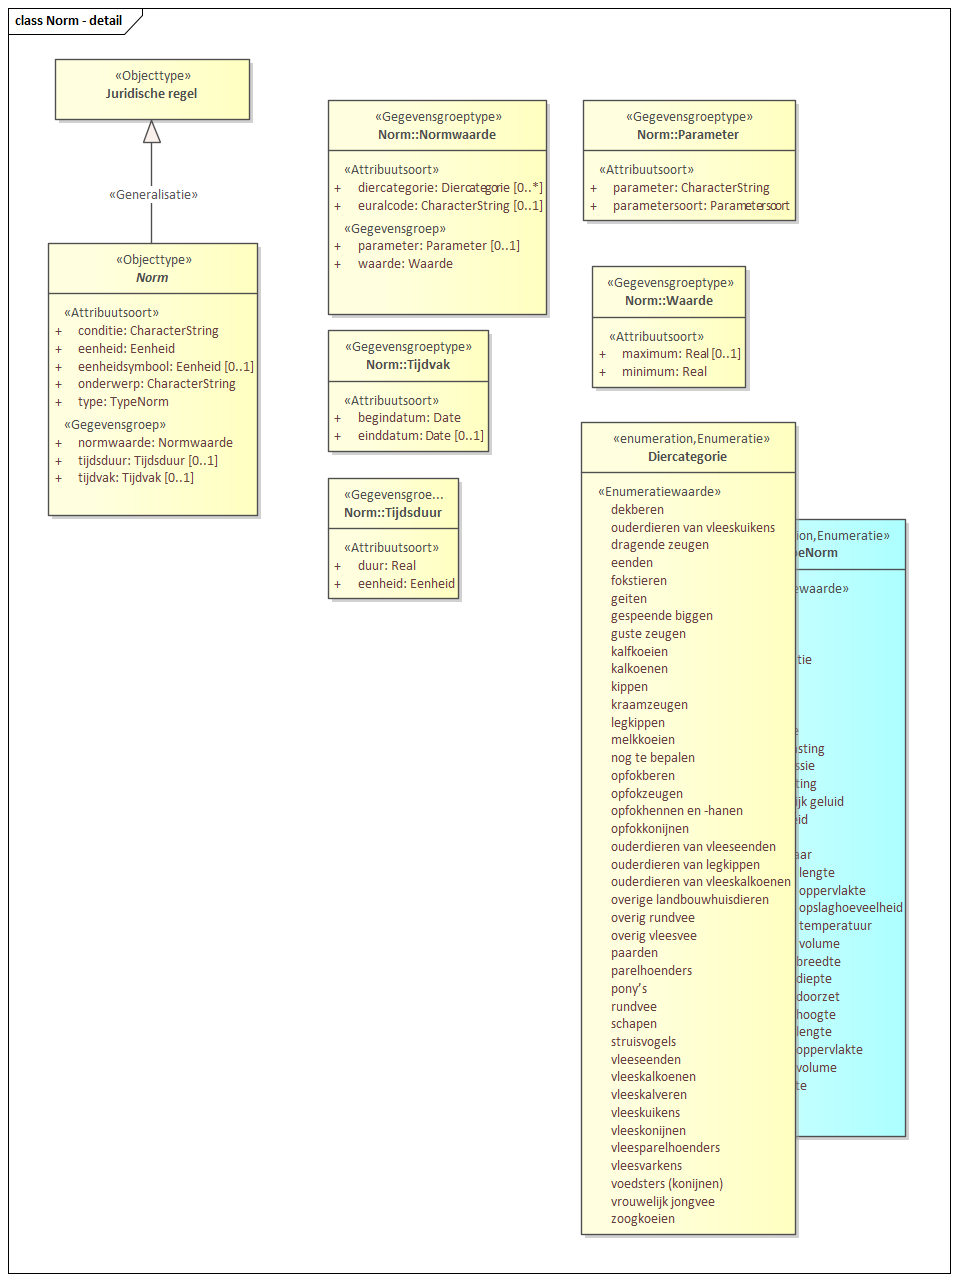 class Norm - detail
«Objecttype»
Juridische regel
«Generalisatie»
«Objecttype»
Norm
«Attribuutsoort»
+ conditie: CharacterString
+ eenheid: Eenheid
+ eenheidsymbool: Eenheid [0..1]
+ onderwerp: CharacterString
+ type: TypeNorm
«Gegevensgroep»
+ normwaarde: Normwaarde
+ tijdsduur: Tijdsduur [0..1]
+ tijdvak: Tijdvak [0..1]
«Gegevensgroeptype»
Norm::Normwaarde
«Attribuutsoort»
+ diercategorie: Diercategorie [0..*]
+ euralcode: CharacterString [0..1]
«Gegevensgroep»
+ parameter: Parameter [0..1]
+ waarde: Waarde
«Gegevensgroeptype»
Norm::Tijdvak
«Attribuutsoort»
+ begindatum: Date
+ einddatum: Date [0..1]
«Gegevensgroe...
Norm::Tijdsduur
«Attribuutsoort»
+ duur: Real
+ eenheid: Eenheid
«Gegevensgroeptype»
Norm::Parameter
«Attribuutsoort»
+ parameter: CharacterString
+ parametersoort: Parametersoort
«Gegevensgroeptype»
Norm::Waarde
«Attribuutsoort»
+ maximum: Real [0..1]
+ minimum: Real
«enumeration,Enumeratie»
Diercategorie
«Enumeratiewaarde»
dekberen
ouderdieren van vleeskuikens
dragende zeugen
eenden
fokstieren
geiten
gespeende biggen
guste zeugen
kalfkoeien
kalkoenen
kippen
kraamzeugen
legkippen
melkkoeien
nog te bepalen
opfokberen
opfokzeugen
opfokhennen en -hanen
opfokkonijnen
ouderdieren van vleeseenden
ouderdieren van legkippen
ouderdieren van vleeskalkoenen
overige landbouwhuisdieren
overig rundvee
overig vleesvee
paarden
parelhoenders
pony's
rundvee
schapen
struisvogels
vleeseenden
vleeskalkoenen
vleeskalveren
vleeskuikens
vleeskonijnen
vleesparelhoenders
vleesvarkens
voedsters (konijnen)
vrouwelijk jongvee
zoogkoeien
ion,Enumeratie»
eNorm
ewaarde»
tie
e
sting
ssie
ting
ijk geluid
eid
aar
lengte
oppervlakte
opslaghoeveelheid
temperatuur
volume
breedte
diepte
doorzet
hoogte
lengte
oppervlakte
volume
te